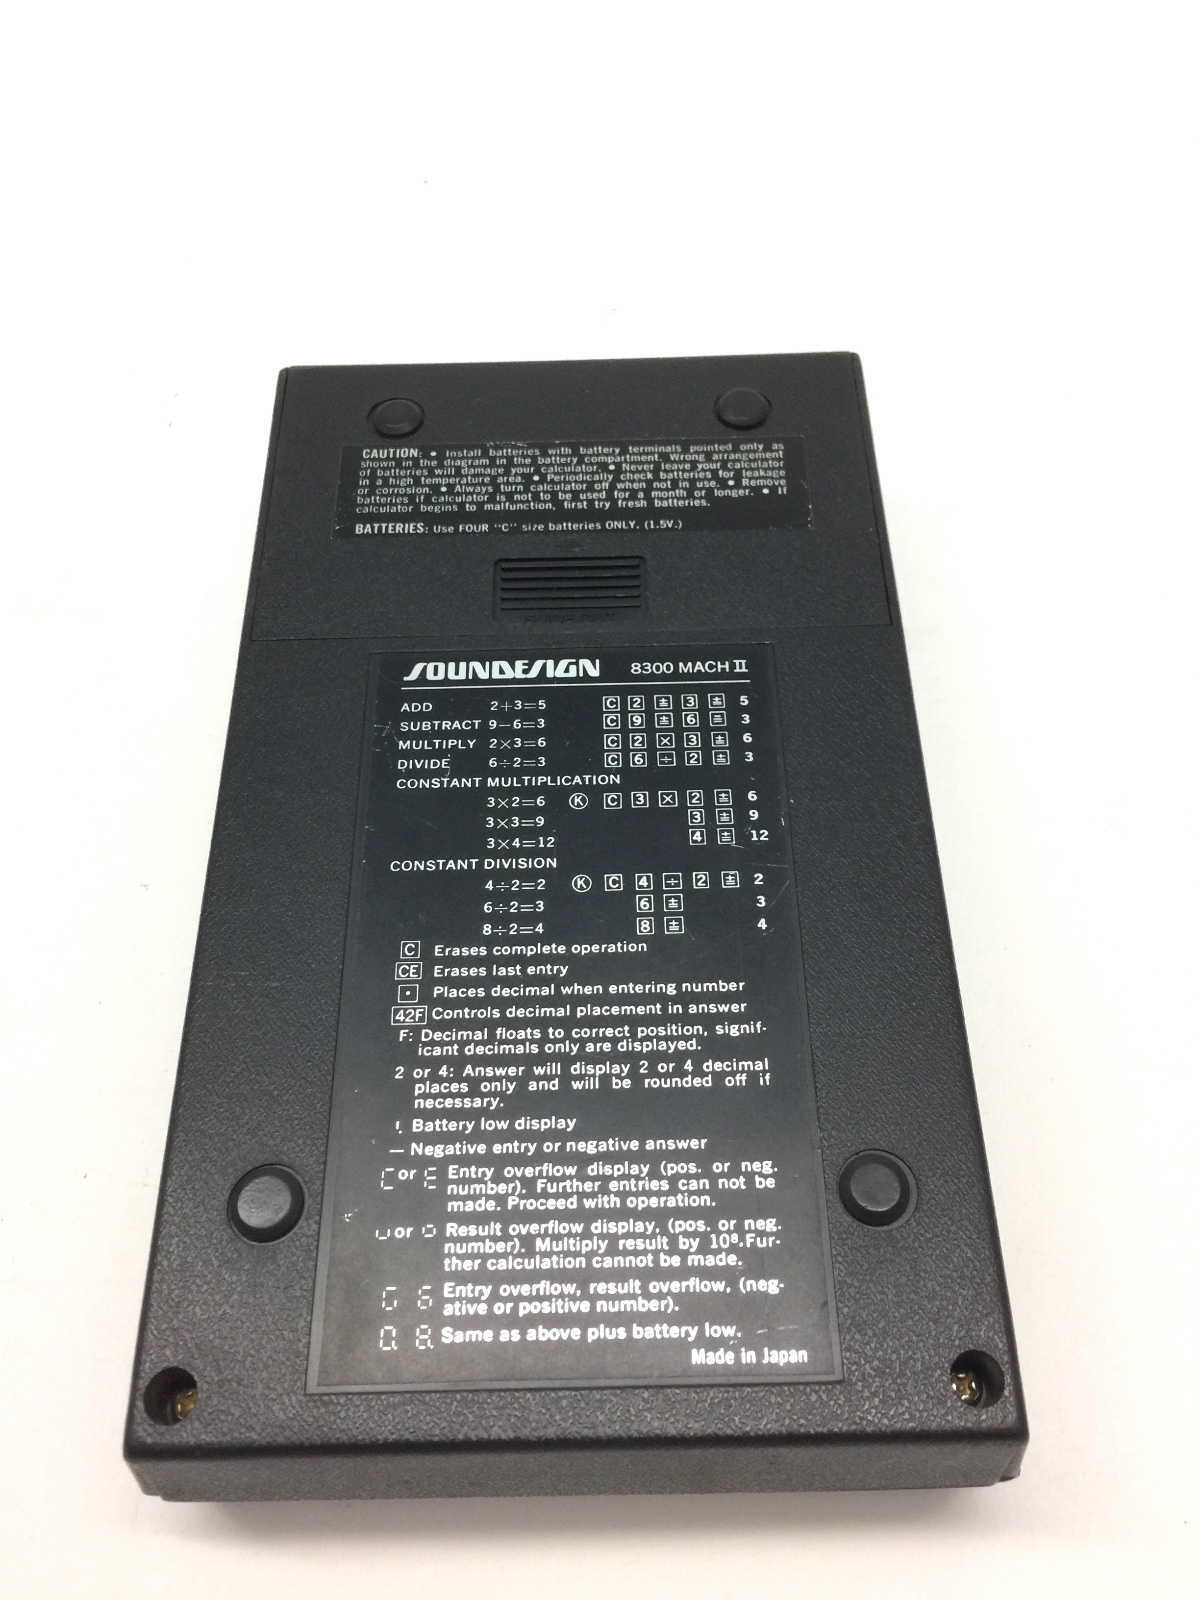 CAUTION: • Install batteries with battery terminals pointed only as
shown in the diagram in the battery compartment. Wrong arrangement
of batteries will damage your calculator. • Never leave your calculator
in a high temperature area. • Periodically check batteries for leakage
or corrosion. • Always turn calculator off when not in use. • Remove
batteries if calculator is not to be used for a month or longer. • If
calculator begins to malfunction, first try fresh batteries.
BATTERIES: Use FOUR "C" size batteries ONLY. (1.5V.)
SOUNDESIGN 8300 MACH II
ADD 2+3=5 C 2 ± 3 ± 5
SUBTRACT 9−6=3 C 9 ± 6 = 3
MULTIPLY 2×3=6 C 2 × 3 ± 6
DIVIDE 6÷2=3 C 6 ÷ 2 ± 3
CONSTANT MULTIPLICATION
3×2=6 K C 3 × 2 ± 6
3×3=9 3 ± 9
3×4=12 4 ± 12
CONSTANT DIVISION
4÷2=2 K C 4 ÷ 2 ± 2
6÷2=3 6 ± 3
8÷2=4 8 ± 4
C Erases complete operation
CE Erases last entry
• Places decimal when entering number
42F Controls decimal placement in answer
F: Decimal floats to correct position, signif-
icant decimals only are displayed.
2 or 4: Answer will display 2 or 4 decimal
places only and will be rounded off if
necessary.
Battery low display
— Negative entry or negative answer
or Entry overflow display (pos. or neg.
number). Further entries can not be
made. Proceed with operation.
or Result overflow display, (pos. or neg.
number). Multiply result by 10⁸. Fur-
ther calculation cannot be made.
Entry overflow, result overflow, (neg-
ative or positive number).
Same as above plus battery low.
Made in Japan